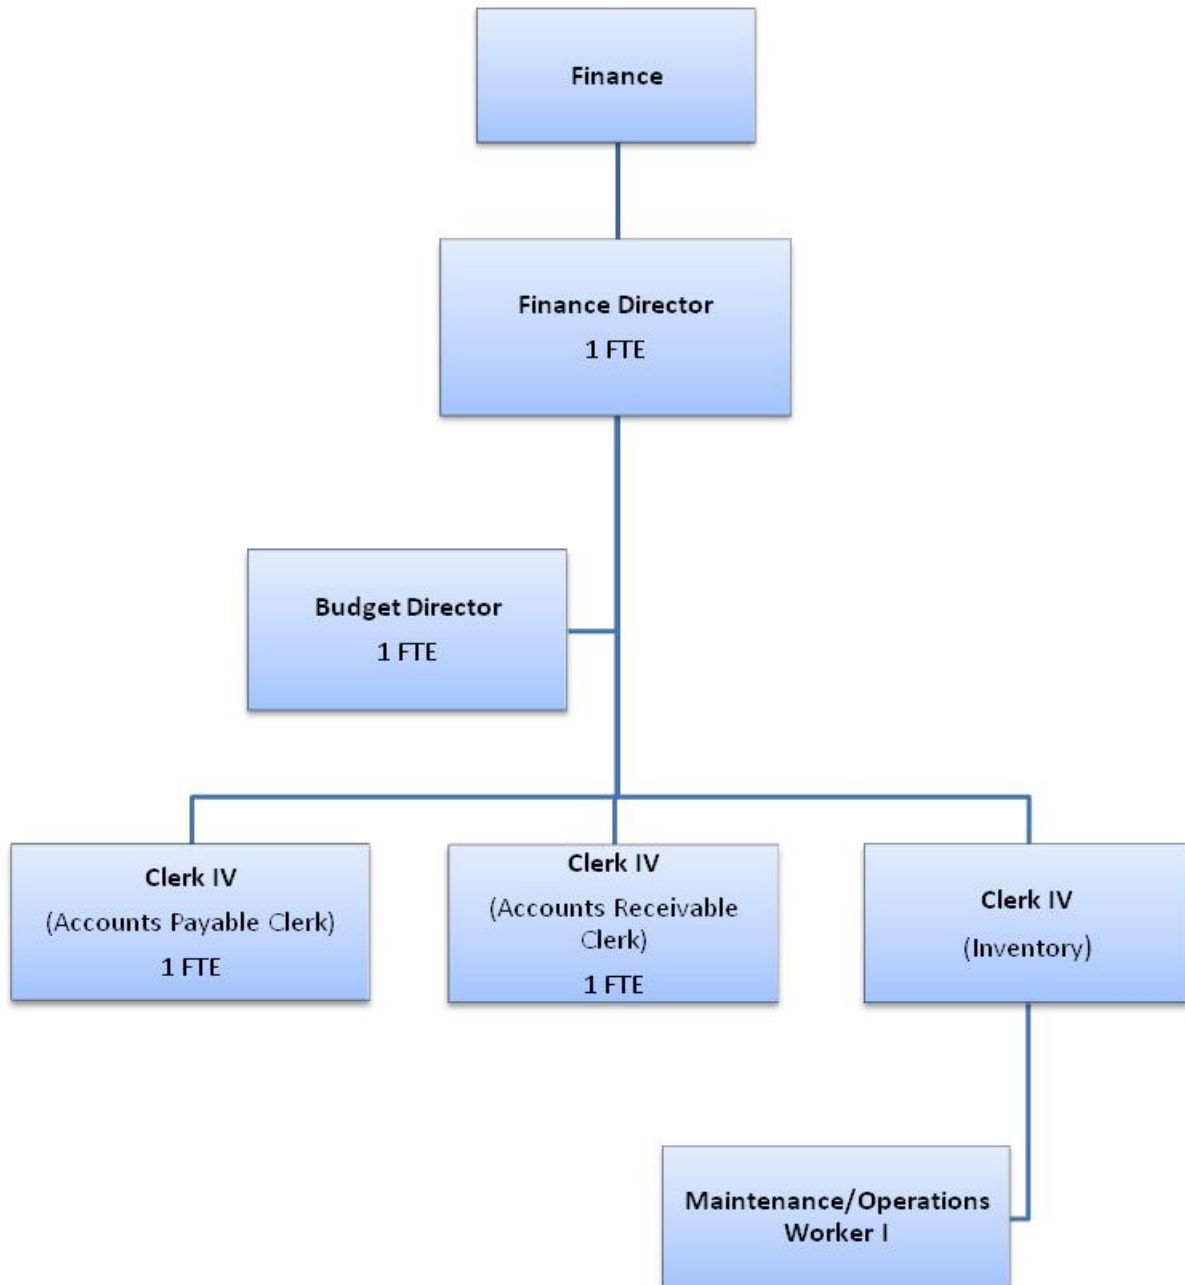 Finance
Finance Director
1 FTE
Budget Director
1 FTE
Clerk IV
(Accounts Payable Clerk)
1 FTE
Clerk IV
(Accounts Receivable
Clerk)
1 FTE
Clerk IV
(Inventory)
Maintenance/Operations
Worker I